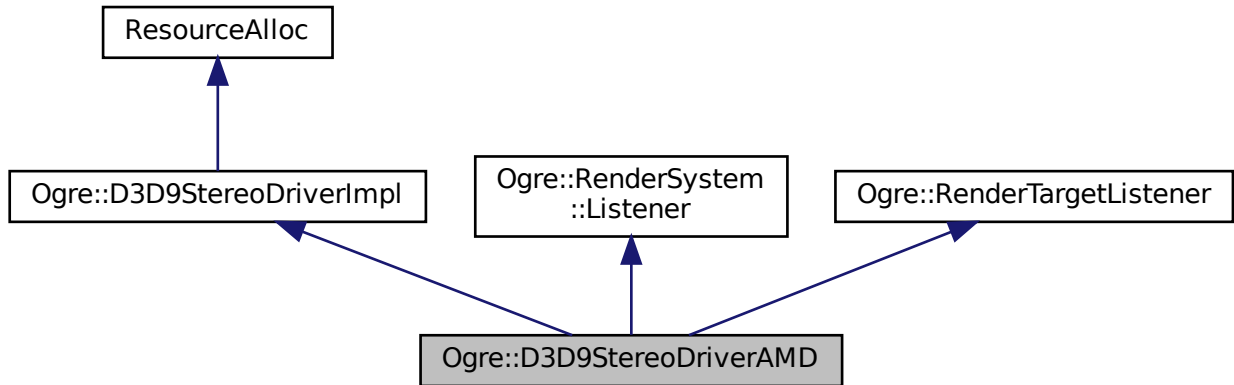 ResourceAlloc
Ogre::D3D9StereoDriverImpl
Ogre::RenderSystem
::Listener
Ogre::RenderTargetListener
Ogre::D3D9StereoDriverAMD